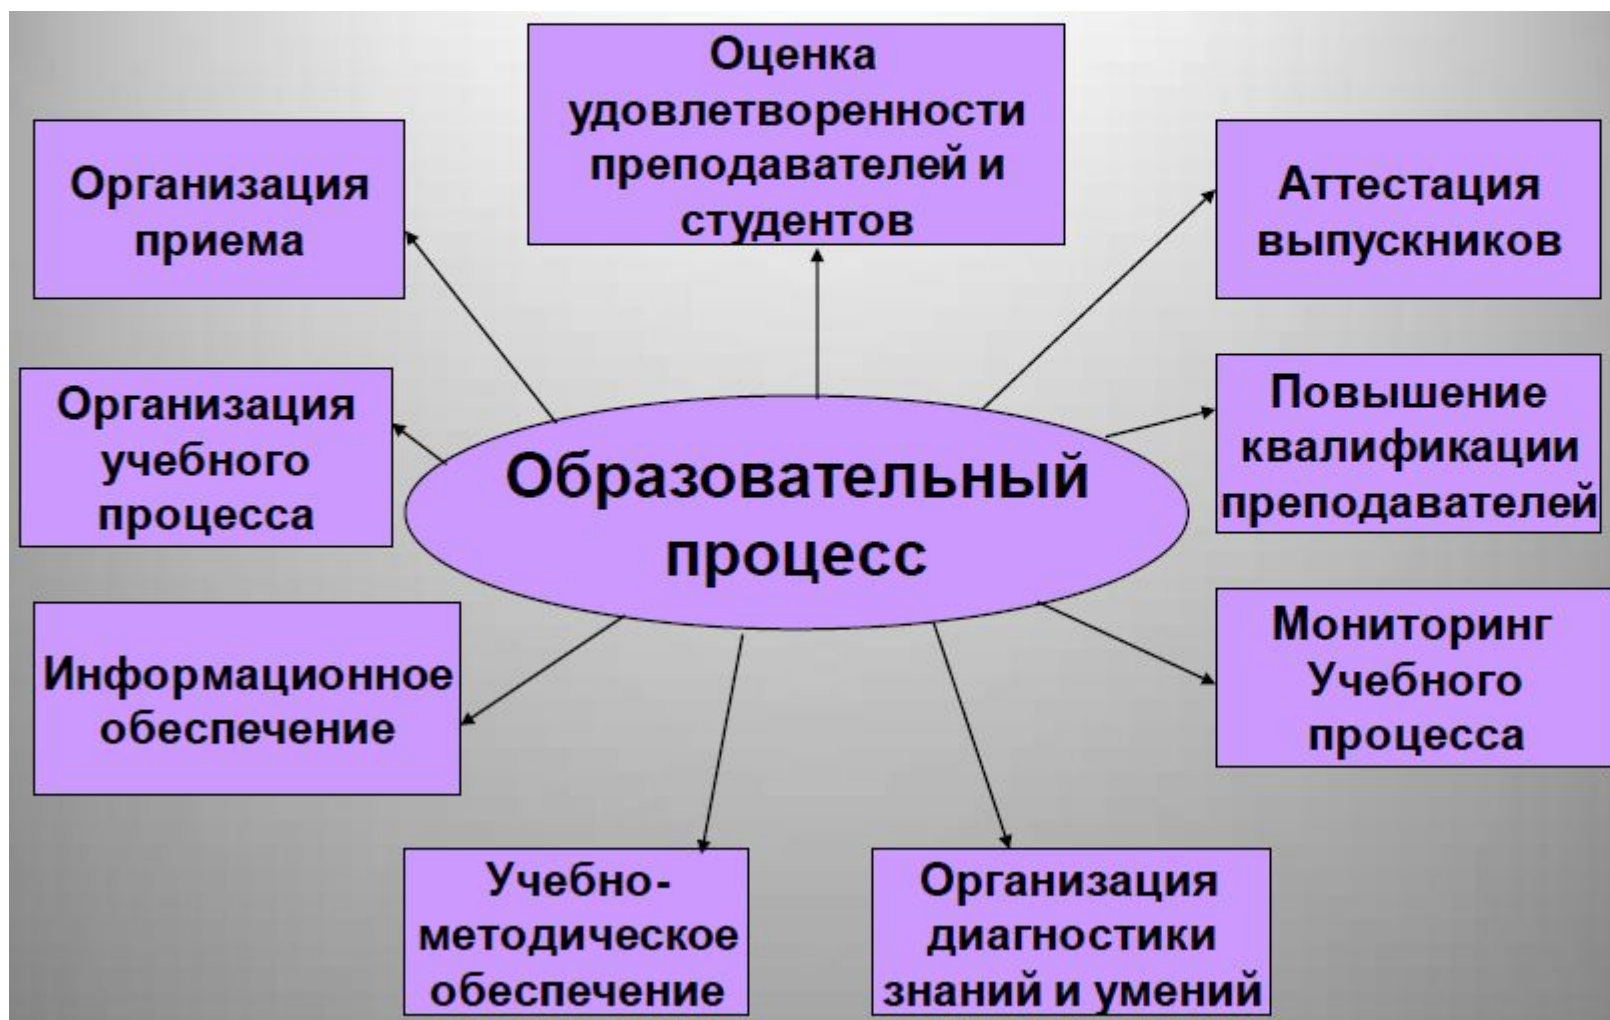 Оценка
удовлетворенности
преподавателей и
студентов
Организация
приема
Аттестация
выпускников
Организация
учебного
процесса
Повышение
квалификации
преподавателей
Образовательный
процесс
Информационное
обеспечение
Мониторинг
Учебного
процесса
Учебно-
методическое
обеспечение
Организация
диагностики
знаний и умений